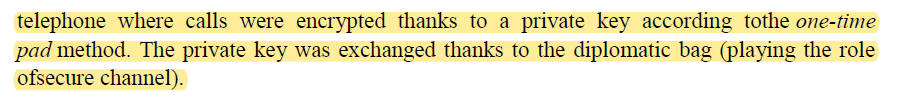 telephone where calls were encrypted thanks to a private key according tothe one-time
pad method. The private key was exchanged thanks to the diplomatic bag (playing the role
ofsecure channel).